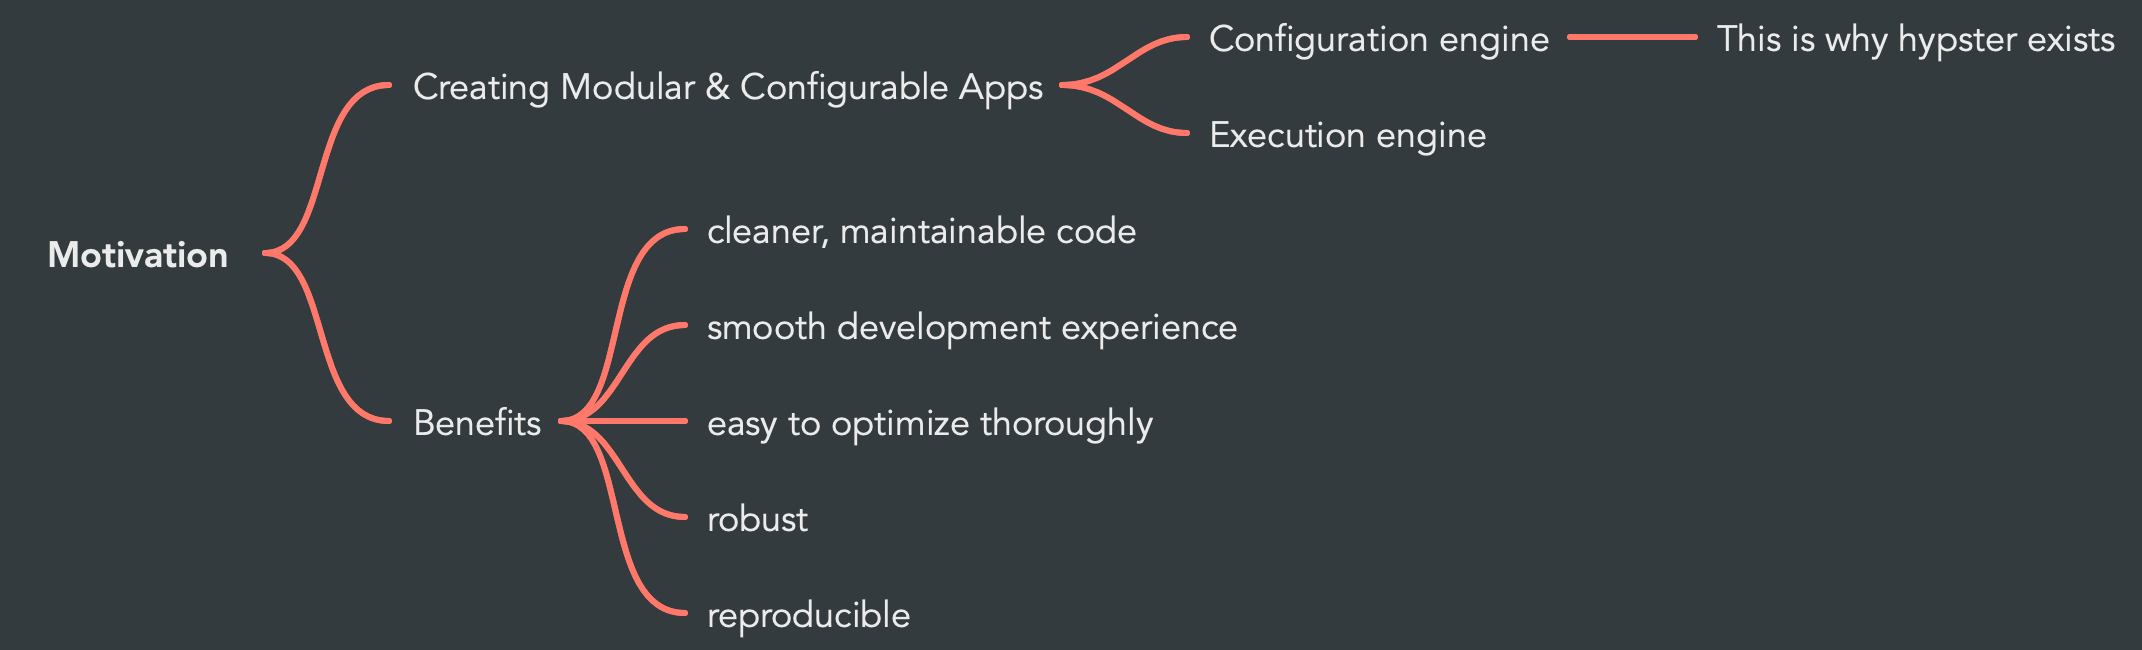 Motivation
Creating Modular & Configurable Apps
Configuration engine
This is why hypster exists
Execution engine
Benefits
cleaner, maintainable code
smooth development experience
easy to optimize thoroughly
robust
reproducible